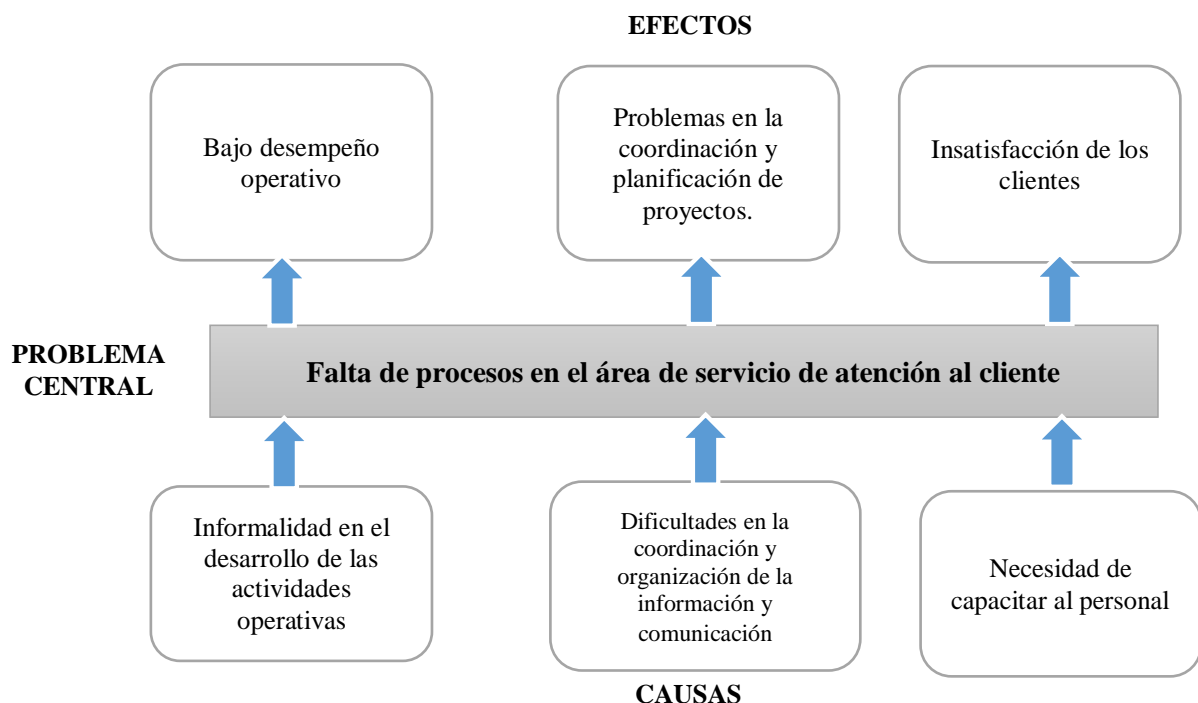 EFECTOS
Bajo desempeño
operativo
Problemas en la
coordinación y
planificación de
proyectos.
Insatisfacción de los
clientes
PROBLEMA
CENTRAL
Falta de procesos en el área de servicio de atención al cliente
Informalidad en el
desarrollo de las
actividades
operativas
Dificultades en la
coordinación y
organización de la
información y
comunicación
Necesidad de
capacitar al personal
CAUSAS